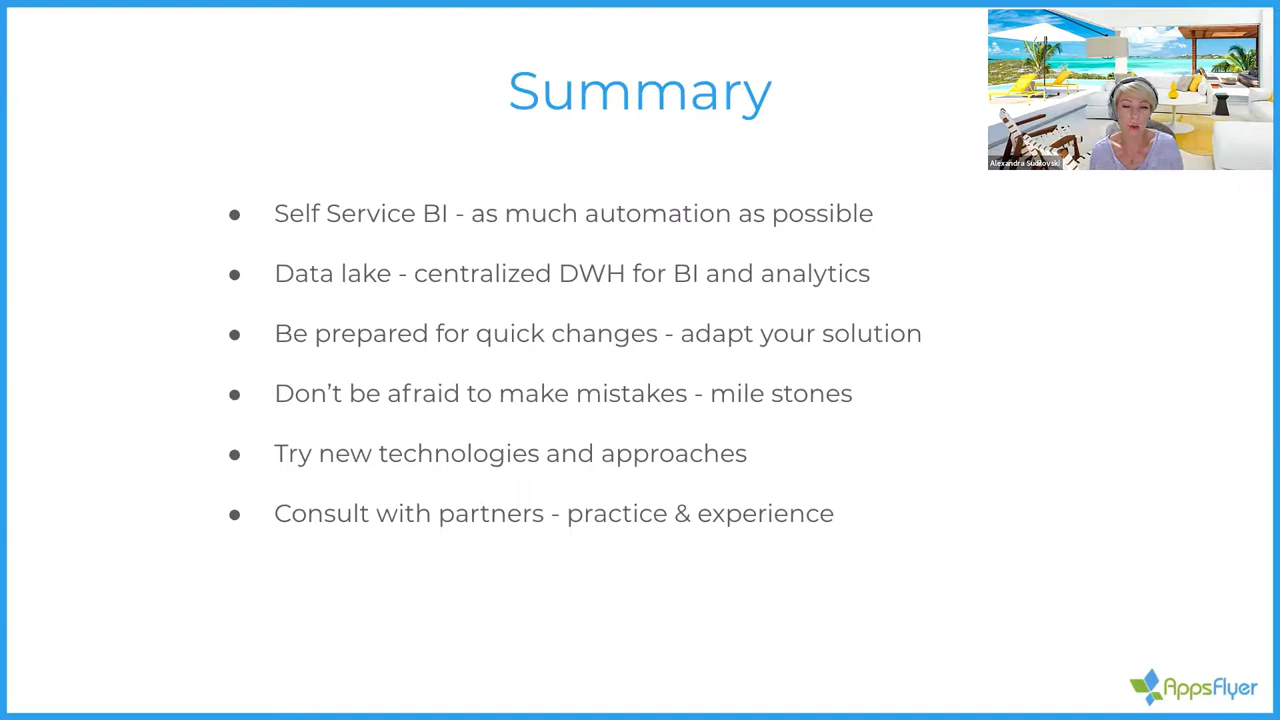 Summary
Alexandra Sudilovski
● Self Service BI - as much automation as possible
● Data lake - centralized DWH for BI and analytics
● Be prepared for quick changes - adapt your solution
● Don’t be afraid to make mistakes - mile stones
● Try new technologies and approaches
● Consult with partners - practice & experience
AppsFlyer